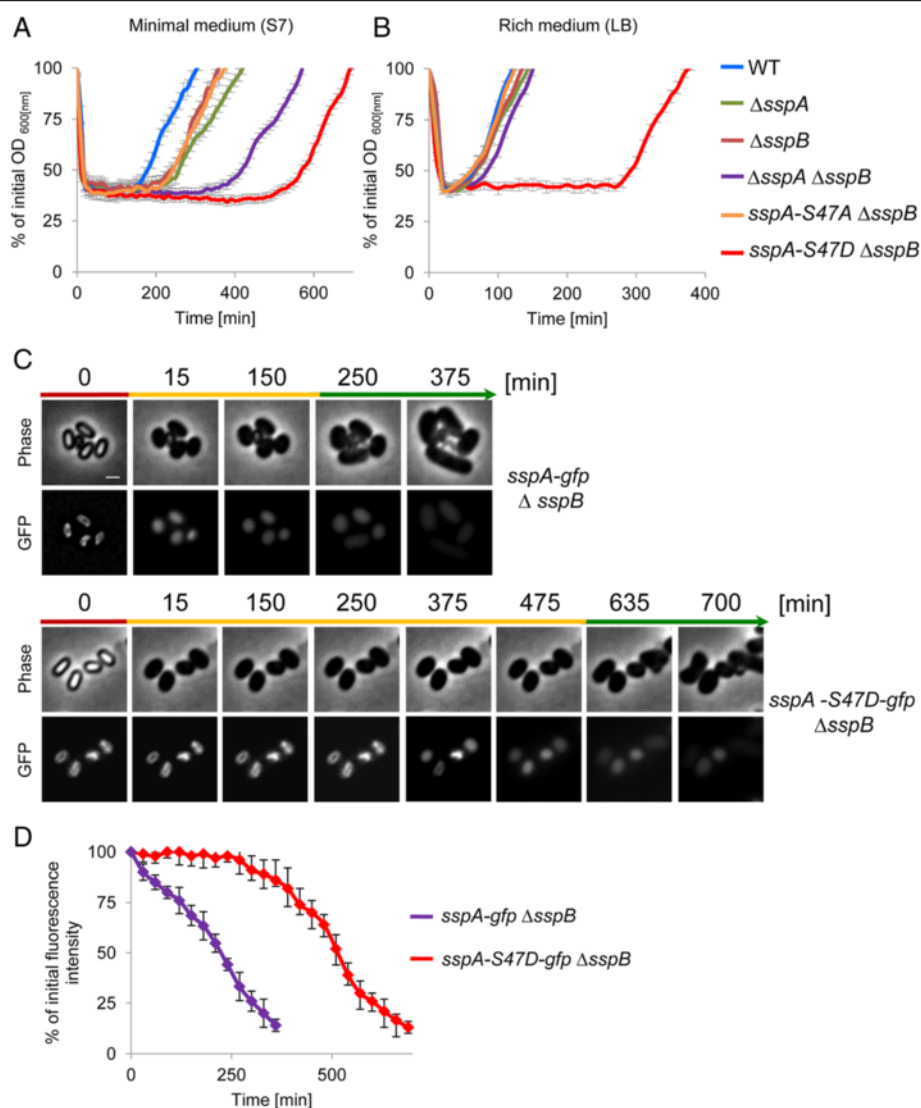 A
Minimal medium (S7)
% of initial OD 600[nm]
100
75
50
25
0
0 200 400 600
Time [min]
B
Rich medium (LB)
% of initial OD 600[nm]
100
75
50
25
0
0 100 200 300 400
Time [min]
WT
ΔsspA
ΔsspB
ΔsspA ΔsspB
sspA-S47A ΔsspB
sspA-S47D ΔsspB
C
0 15 150 250 375 [min]
Phase
GFP
sspA-gfp
Δ sspB
0 15 150 250 375 475 635 700 [min]
Phase
GFP
sspA -S47D-gfp
ΔsspB
D
% of initial fluorescence
intensity
100
75
50
25
0
0 250 500
Time [min]
sspA-gfp ΔsspB
sspA-S47D-gfp ΔsspB